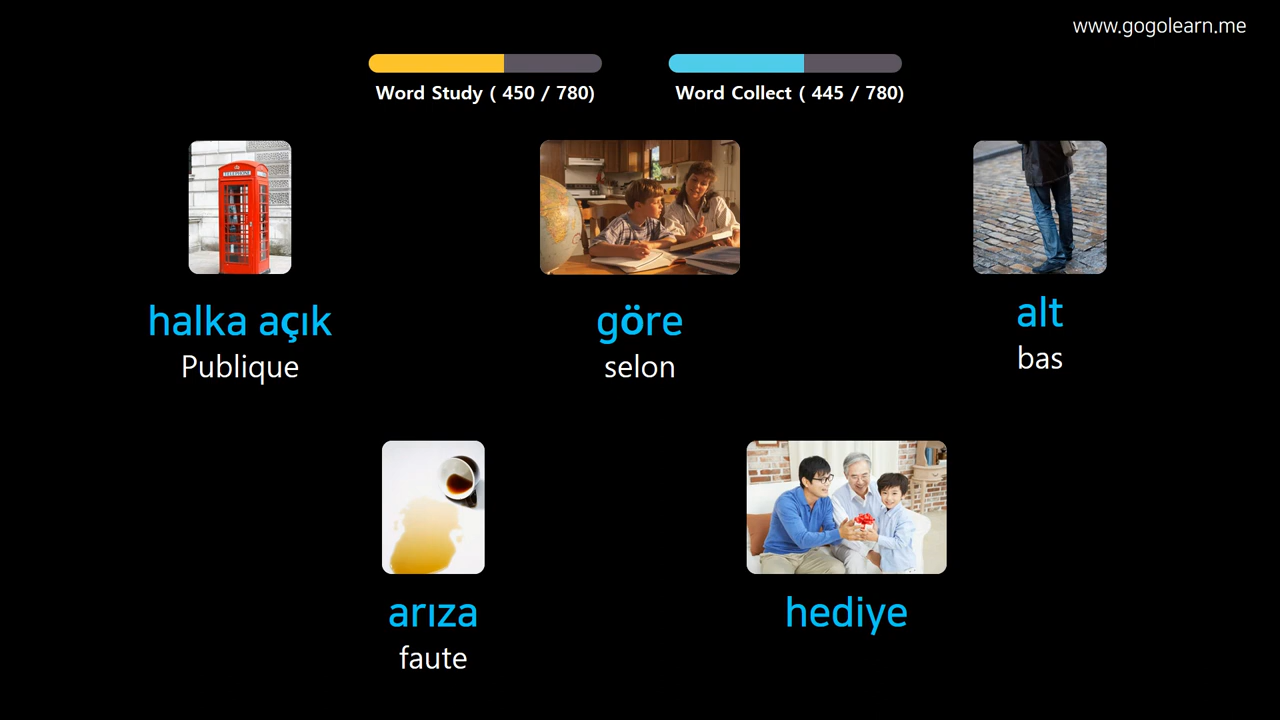 www.gogolearn.me
Word Study ( 450 / 780)
Word Collect ( 445 / 780)
TELEPHONE
halka açık
Publique
göre
selon
alt
bas
arıza
faute
hediye